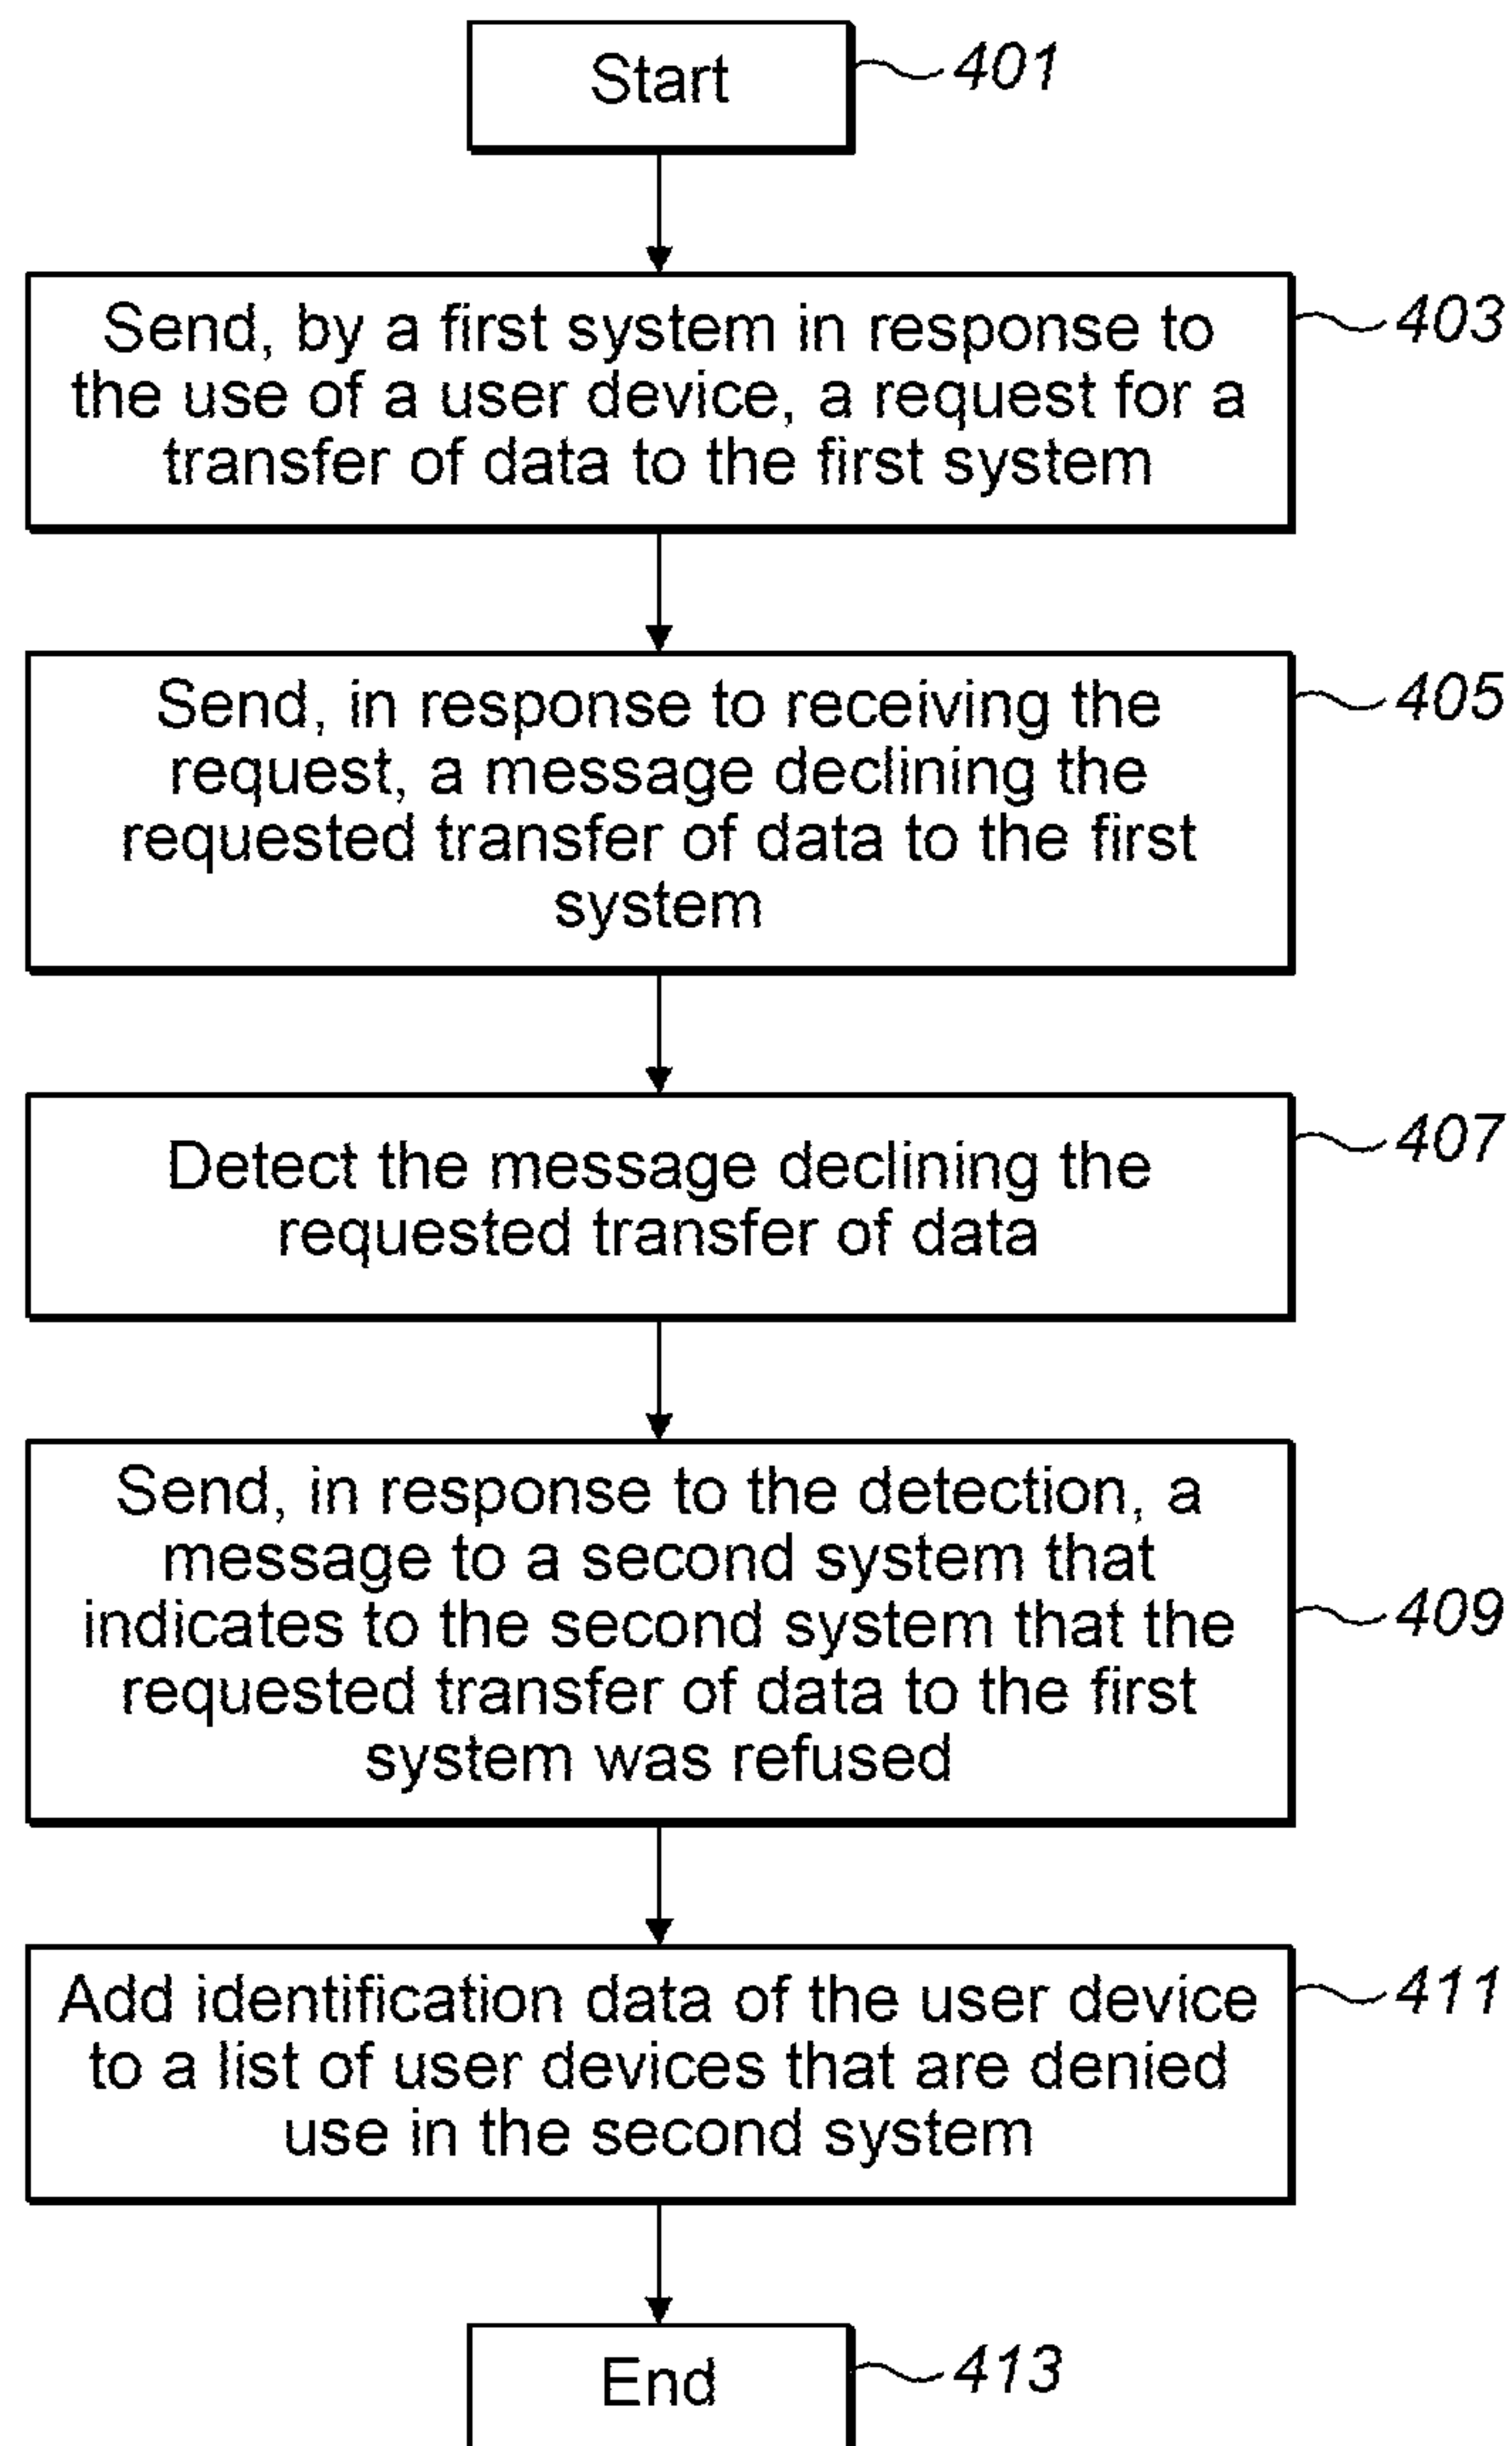 Start
401
Send, by a first system in response to
the use of a user device, a request for a
transfer of data to the first system
403
Send, in response to receiving the
request, a message declining the
requested transfer of data to the first
system
405
Detect the message declining the
requested transfer of data
407
Send, in response to the detection, a
message to a second system that
indicates to the second system that the
requested transfer of data to the first
system was refused
409
Add identification data of the user device
to a list of user devices that are denied
use in the second system
411
End
413